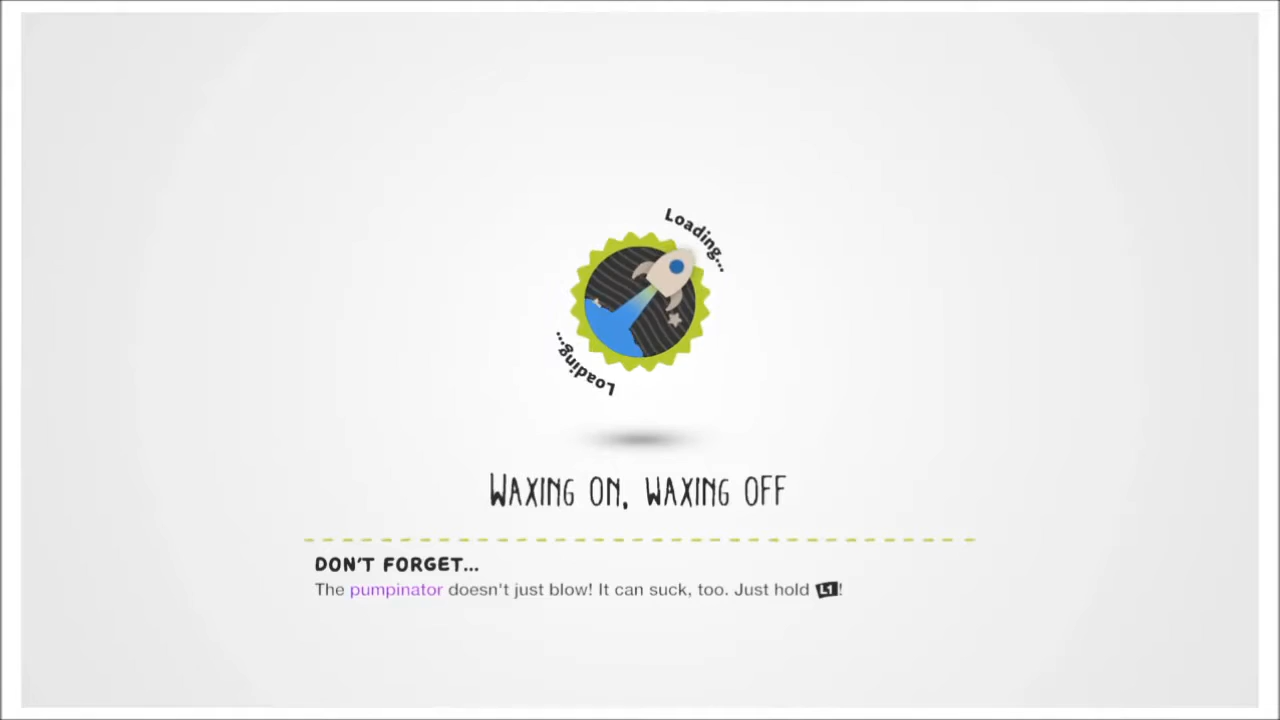 Loading...
Loading...
Waxing on, waxing off
DON'T FORGET...
The pumpinator doesn't just blow! It can suck, too. Just hold L1!